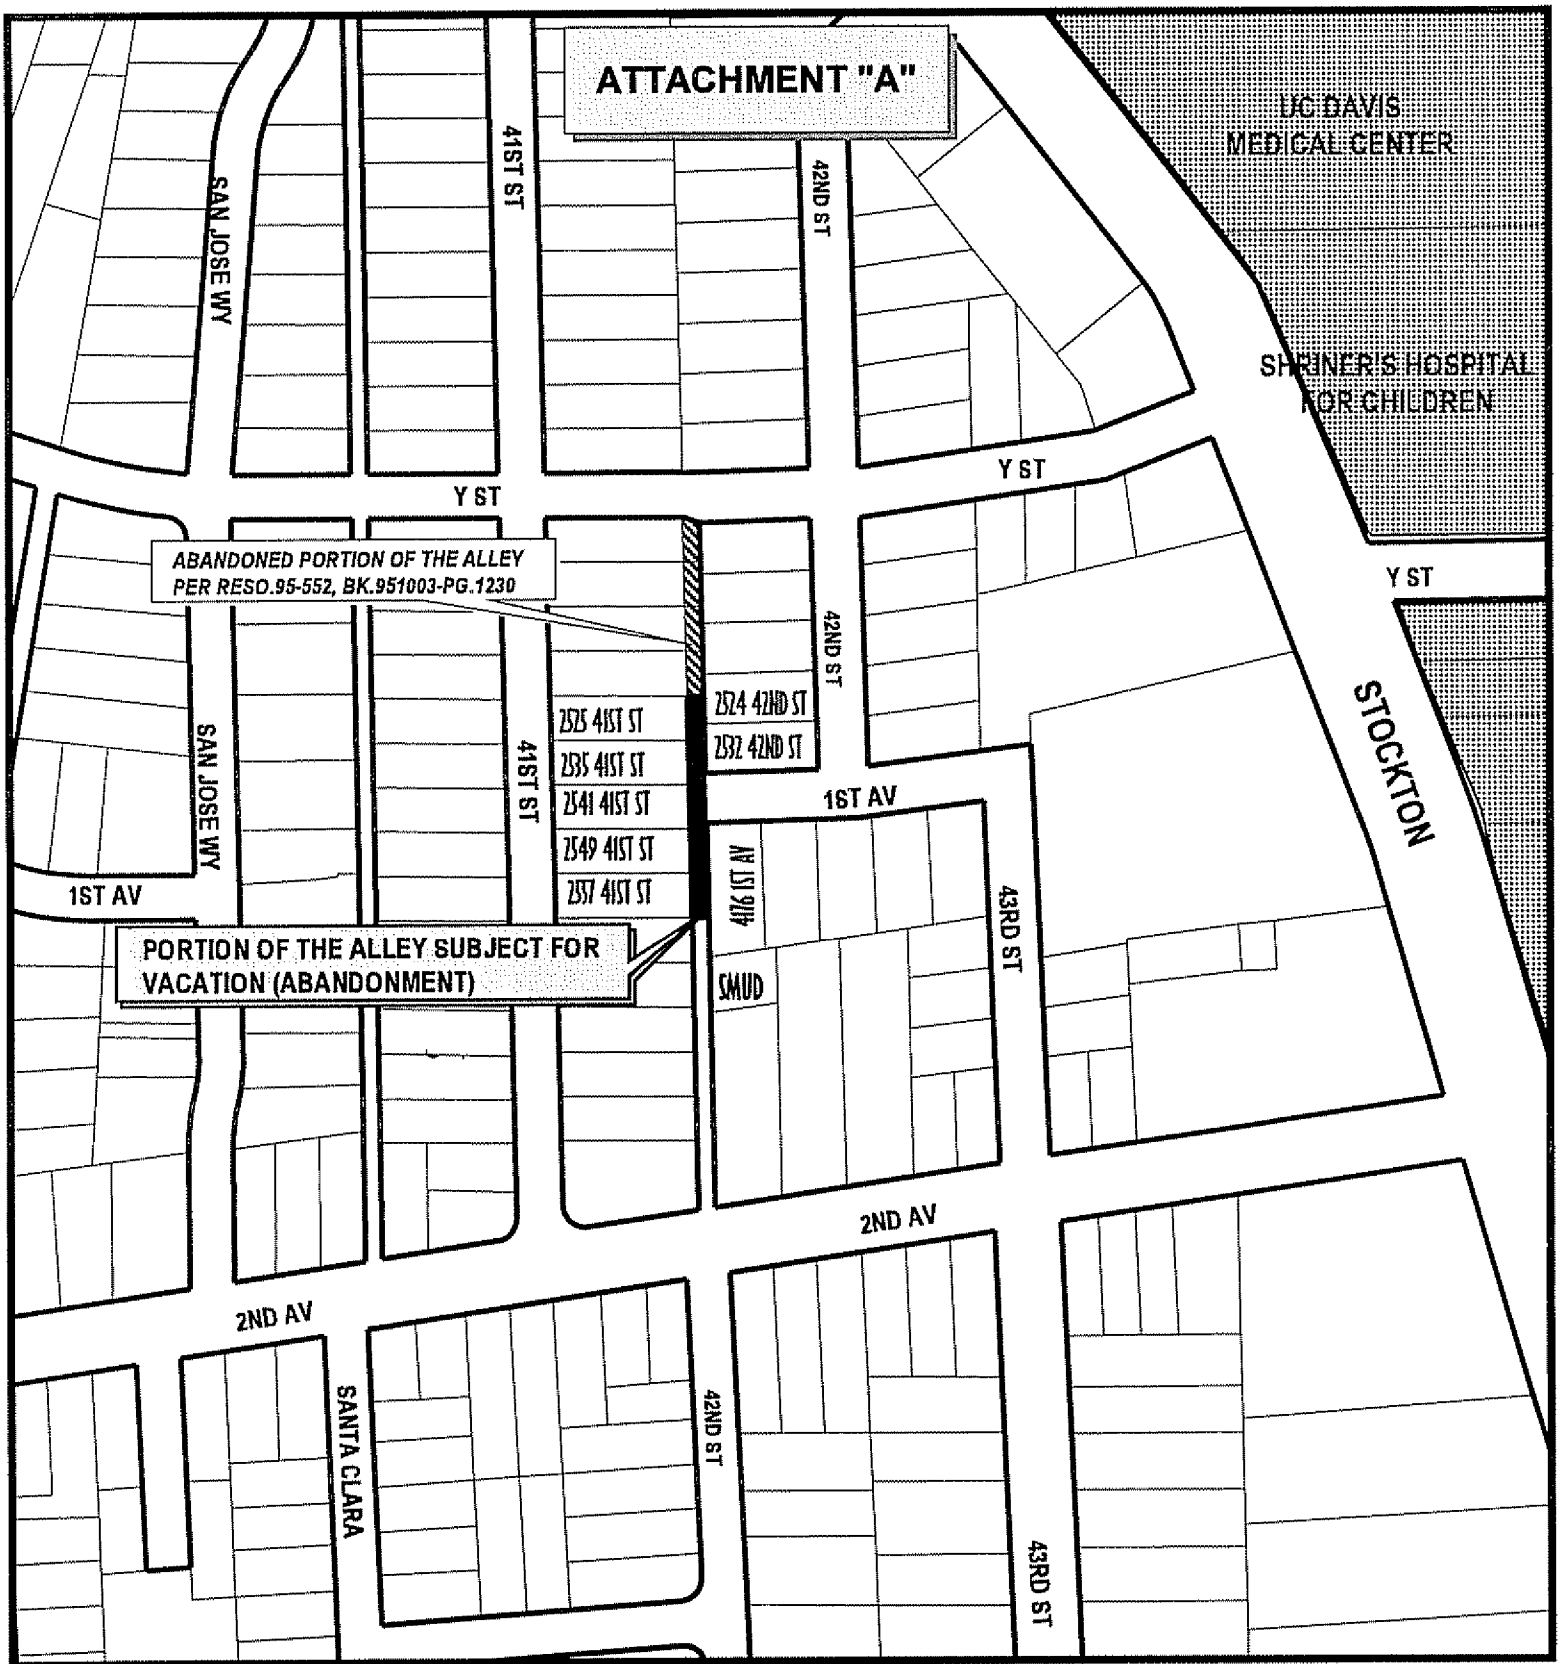 ATTACHMENT "A"
UC DAVIS
MEDICAL CENTER
41ST ST
42ND ST
SAN JOSE WY
SHRINER'S HOSPITAL
FOR CHILDREN
Y ST
Y ST
ABANDONED PORTION OF THE ALLEY
PER RESO.95-552, BK.951003-PG.1230
Y ST
42ND ST
2524 42ND ST
2525 41ST ST
2532 42ND ST
STOCKTON
SAN JOSE WY
41ST ST
2535 41ST ST
1ST AV
2541 41ST ST
2549 41ST ST
4216 1ST AV
2557 41ST ST
1ST AV
43RD ST
PORTION OF THE ALLEY SUBJECT FOR
VACATION (ABANDONMENT)
SMUD
2ND AV
2ND AV
SANTA CLARA
42ND ST
43RD ST